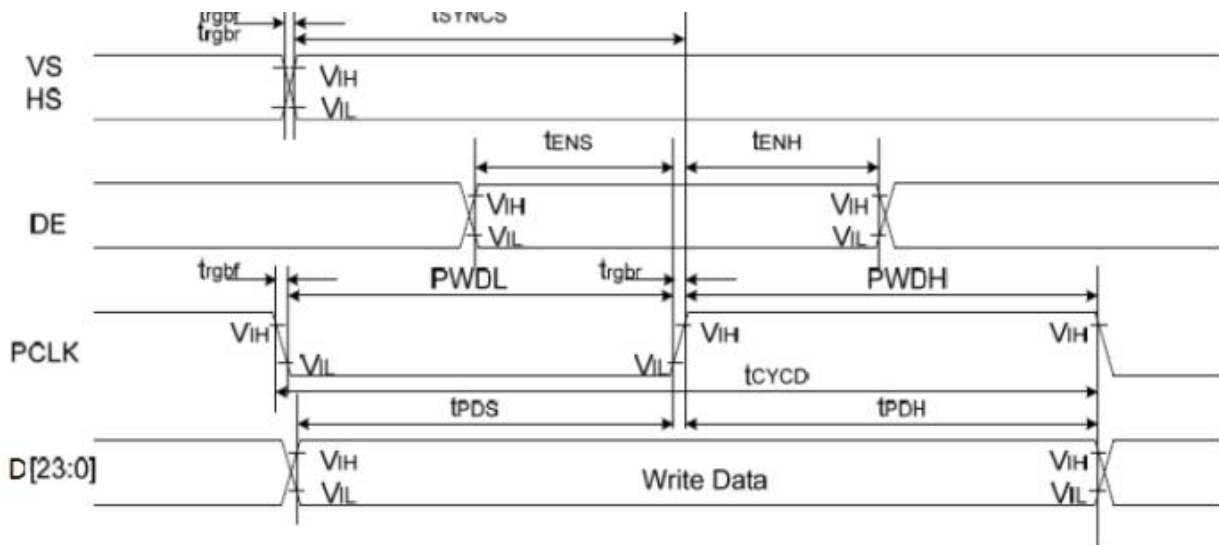 trgbf
trgbr
tSYNCS
VS
HS
VIH
VIL
tENS
tENH
DE
VIH
VIL
VIH
VIL
trgbf
PWDL
trgbr
PWDH
PCLK
VIH
VIL
VIL
VIH
VIH
tCYCD
tPDS
tPDH
D[23:0]
VIH
VIL
Write Data
VIH
VIL